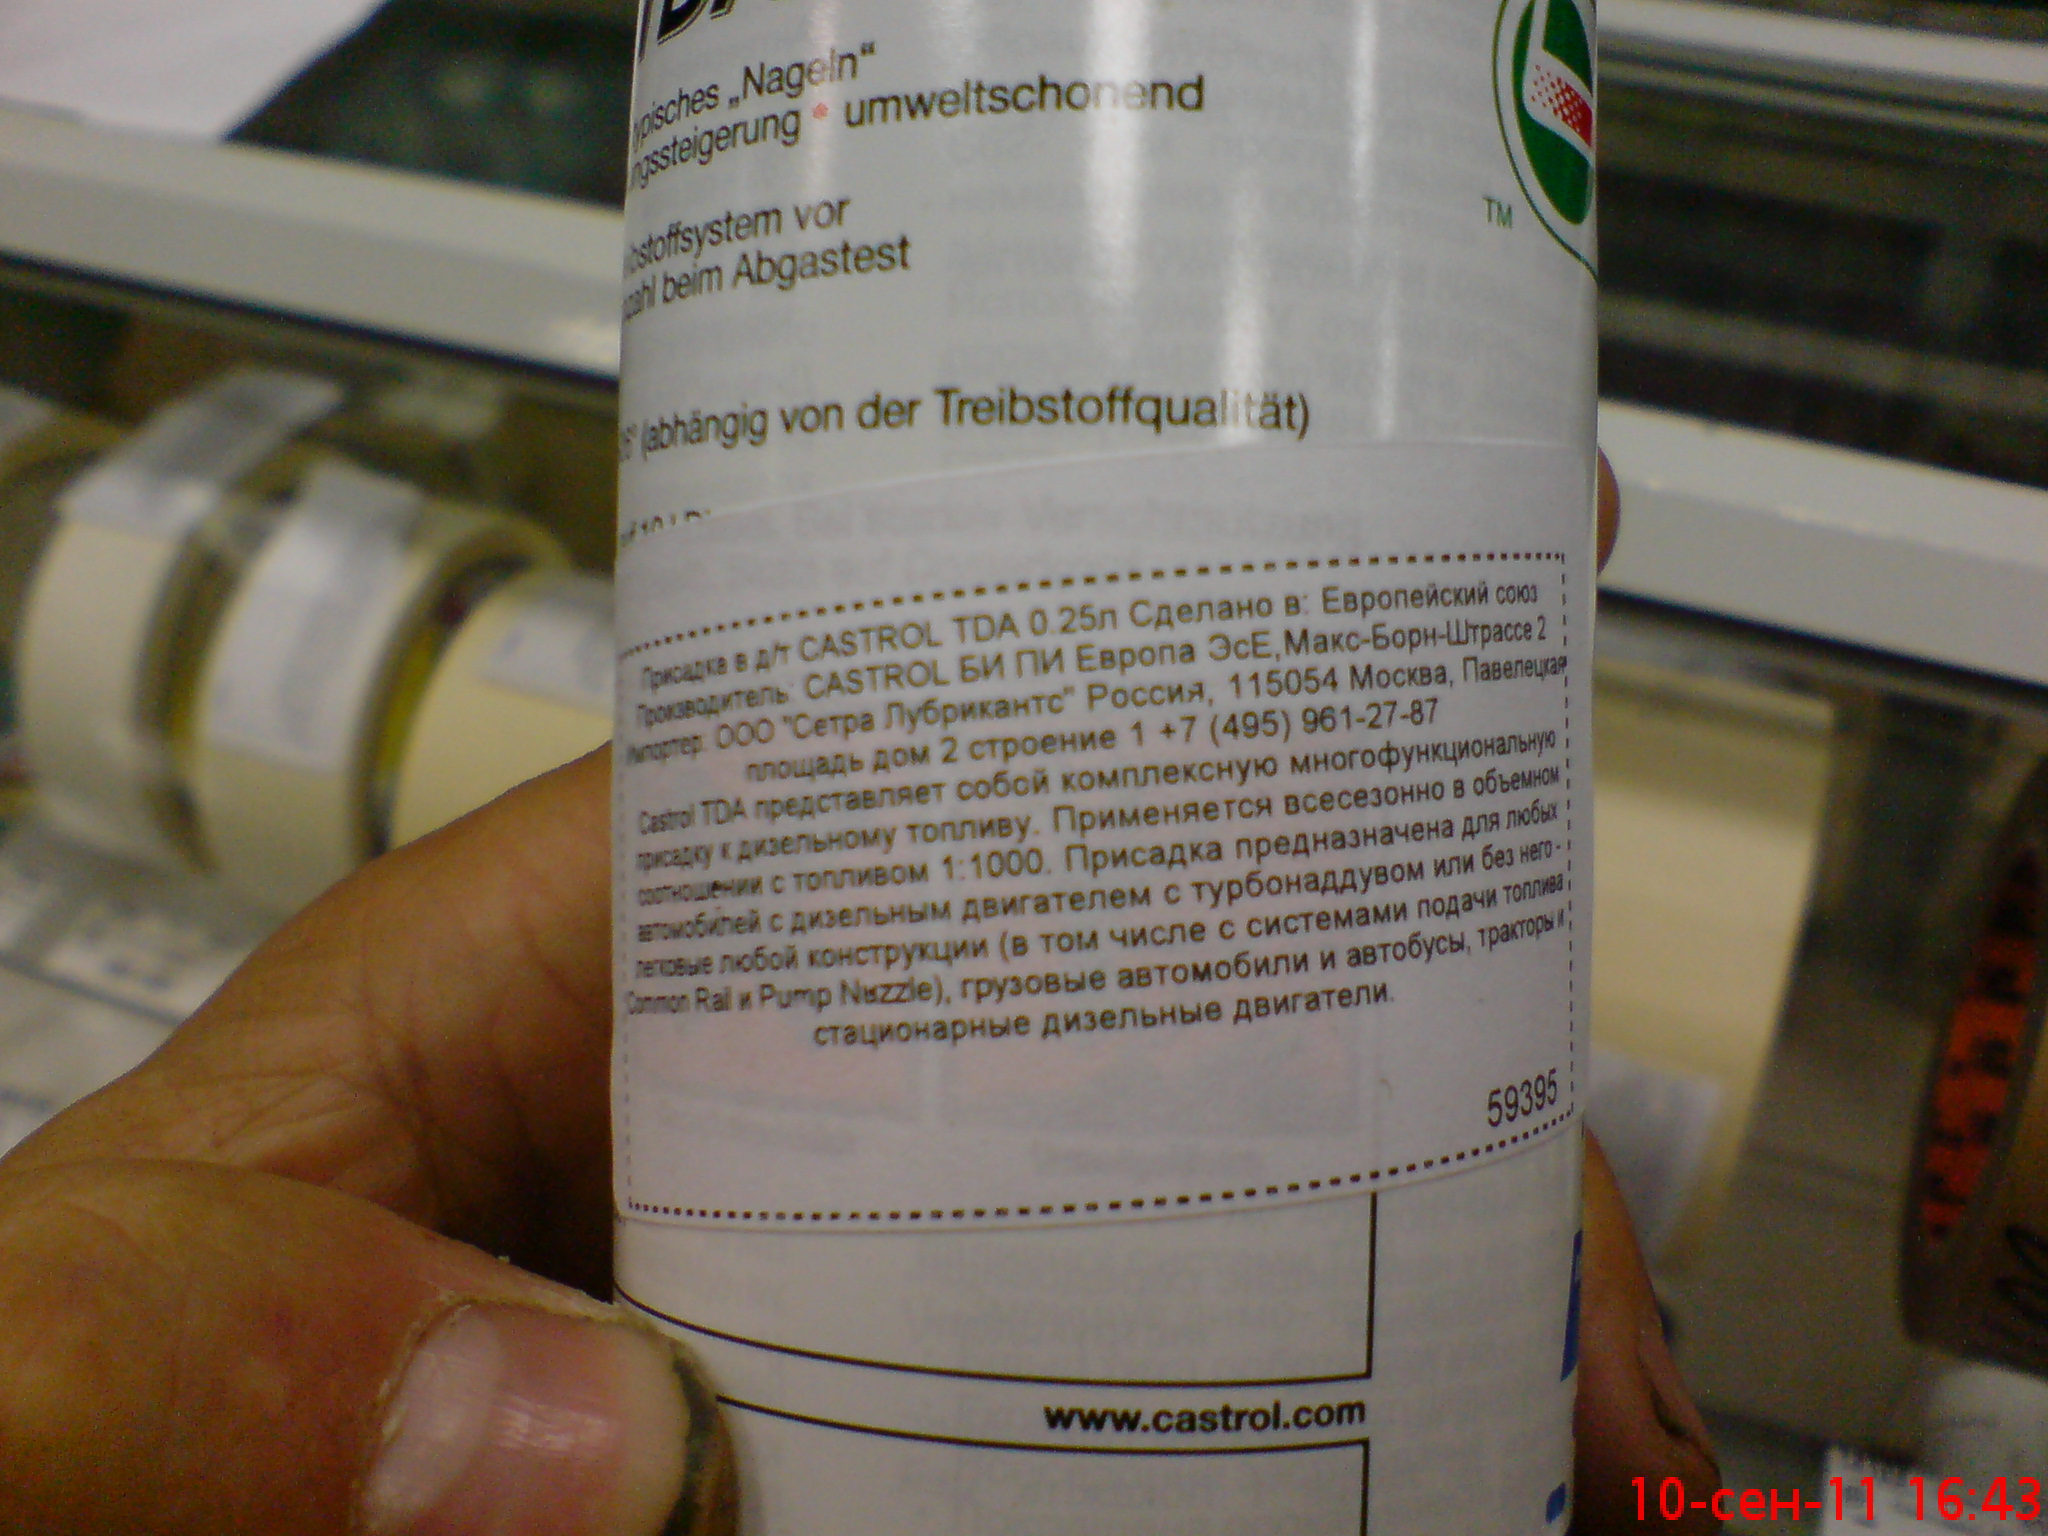 typisches „Nageln“
ngssteigerung * umweltschonend
TM
bstoffsystem vor
zahl beim Abgastest
(abhängig von der Treibstoffqualität)
Присадка в д/т CASTROL TDA 0.25л Сделано в: Европейский союз
Производитель: CASTROL БИ ПИ Европа ЭсЕ,Макс-Борн-Штрассе 2
Импортер: ООО "Сетра Лубрикантс" Россия, 115054 Москва, Павелецкая
площадь дом 2 строение 1 +7 (495) 961-27-87
Castrol TDA представляет собой комплексную многофункциональную
присадку к дизельному топливу. Применяется всесезонно в объемном
соотношении с топливом 1:1000. Присадка предназначена для любых
автомобилей с дизельным двигателем с турбонаддувом или без него -
легковые любой конструкции (в том числе с системами подачи топлива
Common Rail и Pump Nozzle), грузовые автомобили и автобусы, тракторы и
стационарные дизельные двигатели.
59395
www.castrol.com
10-сен-11 16:43